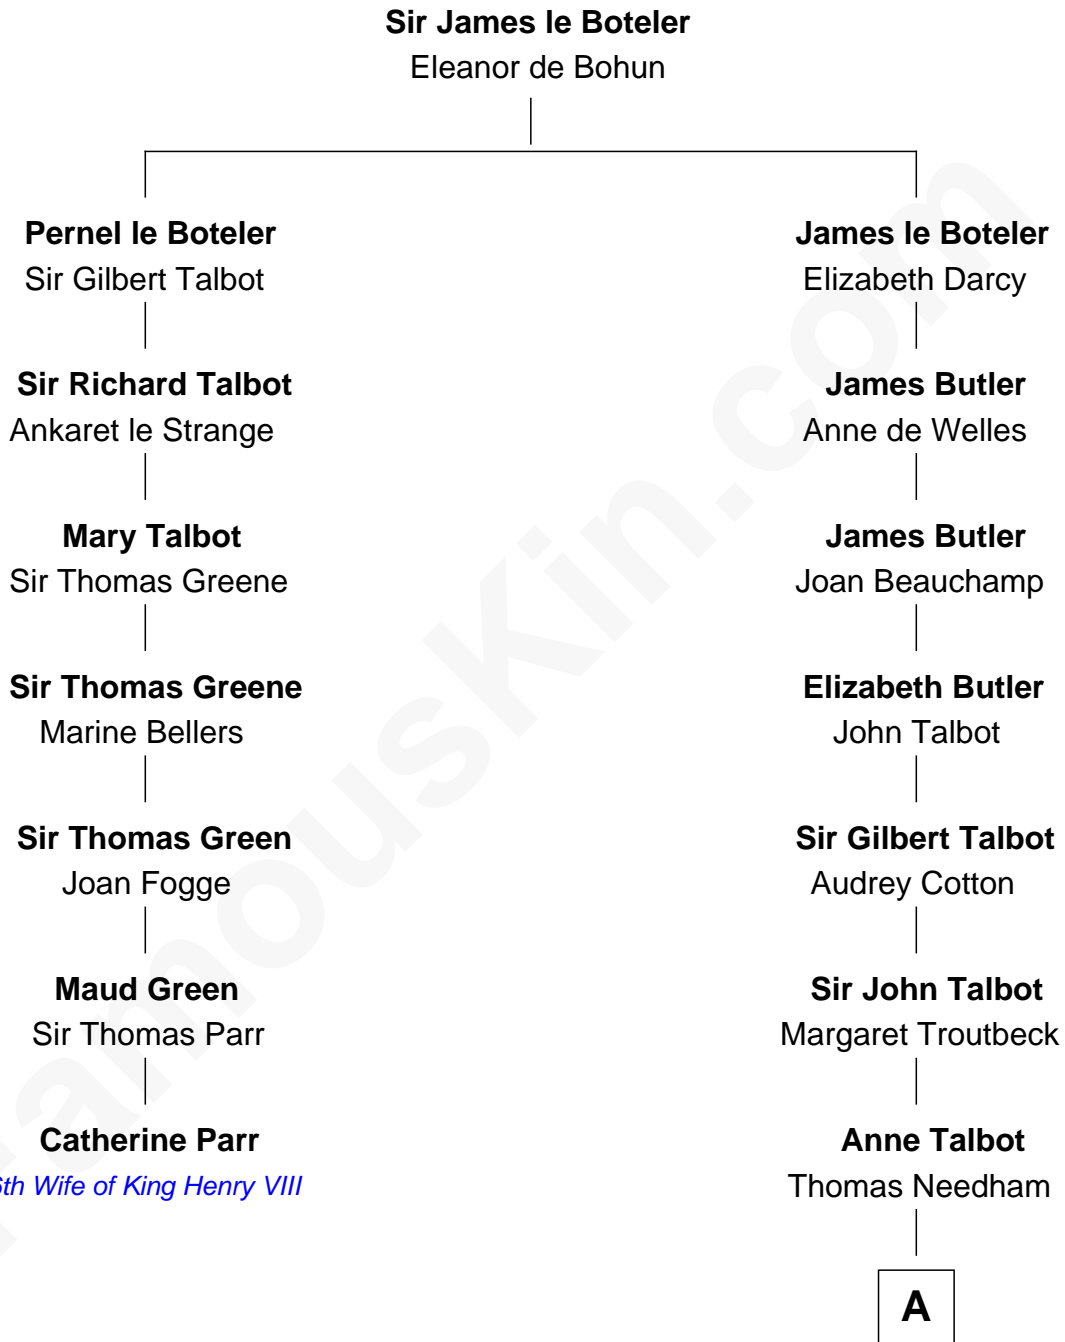 Sir James le Boteler
Eleanor de Bohun
Pernel le Boteler
Sir Gilbert Talbot
Sir Richard Talbot
Ankaret le Strange
Mary Talbot
Sir Thomas Greene
Sir Thomas Greene
Marine Bellers
Sir Thomas Green
Joan Fogge
Maud Green
Sir Thomas Parr
Catherine Parr
6th Wife of King Henry VIII
James le Boteler
Elizabeth Darcy
James Butler
Anne de Welles
James Butler
Joan Beauchamp
Elizabeth Butler
John Talbot
Sir Gilbert Talbot
Audrey Cotton
Sir John Talbot
Margaret Troutbeck
Anne Talbot
Thomas Needham
A
FamousKin.com